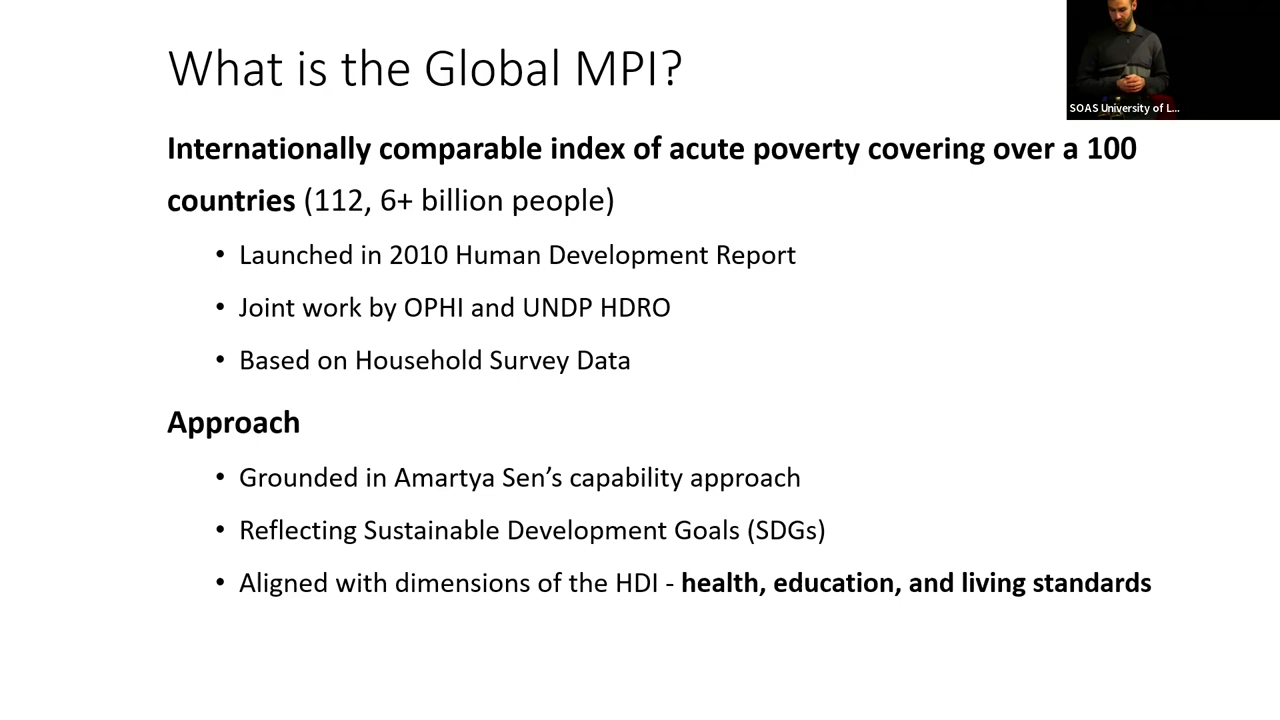 What is the Global MPI?
SOAS University of L...
Internationally comparable index of acute poverty covering over a 100
countries (112, 6+ billion people)
• Launched in 2010 Human Development Report
• Joint work by OPHI and UNDP HDRO
• Based on Household Survey Data
Approach
• Grounded in Amartya Sen’s capability approach
• Reflecting Sustainable Development Goals (SDGs)
• Aligned with dimensions of the HDI - health, education, and living standards